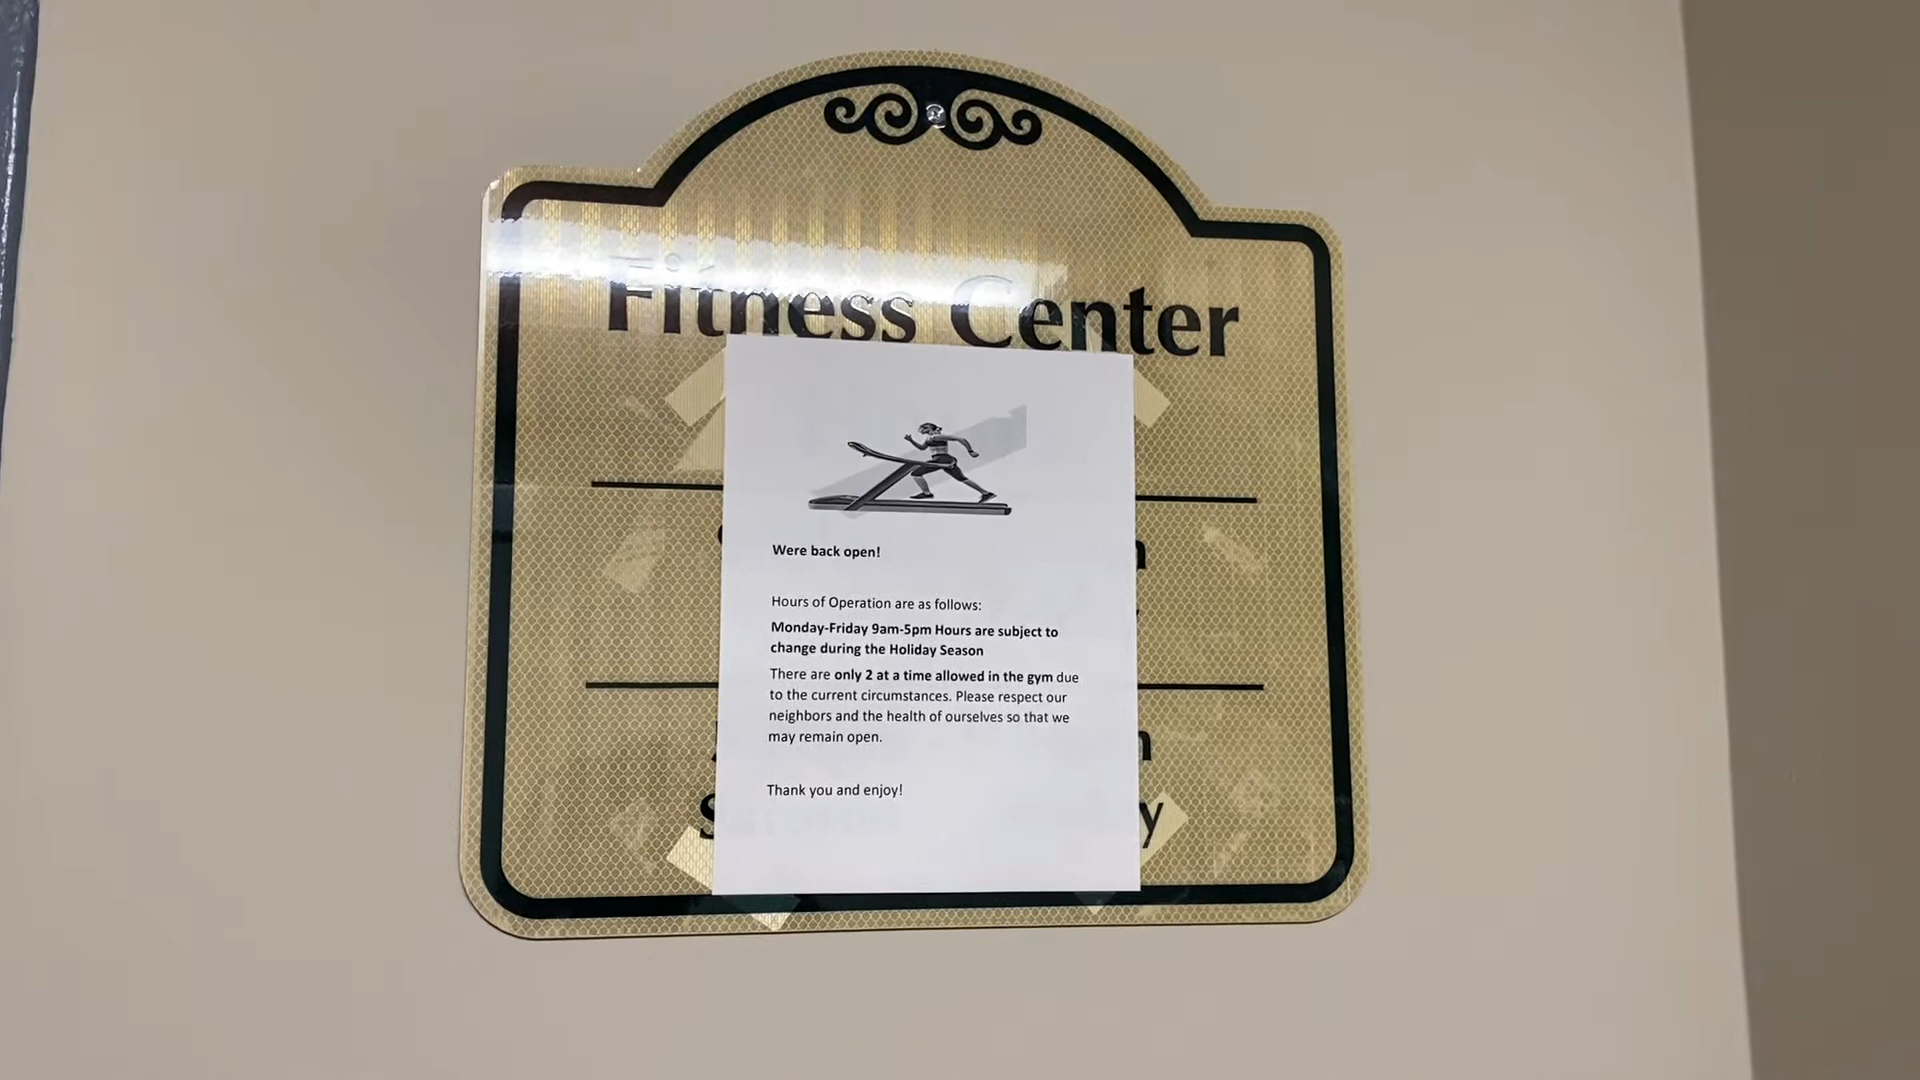 Fitness Center
Were back open!
Hours of Operation are as follows:
Monday-Friday 9am-5pm Hours are subject to
change during the Holiday Season
There are only 2 at a time allowed in the gym due
to the current circumstances. Please respect our
neighbors and the health of ourselves so that we
may remain open.
Thank you and enjoy!